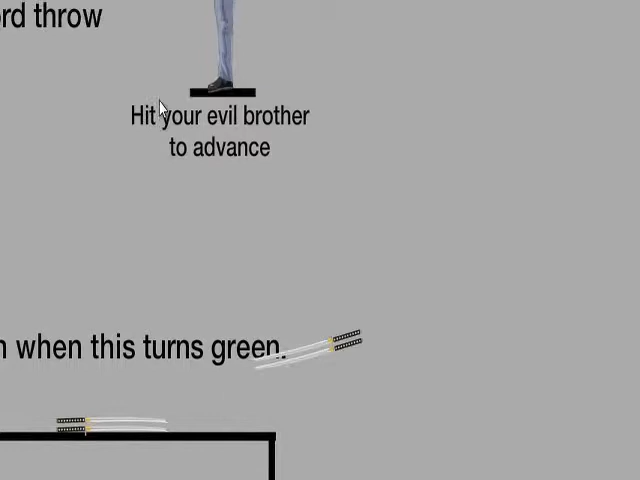 rd throw
Hit your evil brother
to advance
when this turns green.